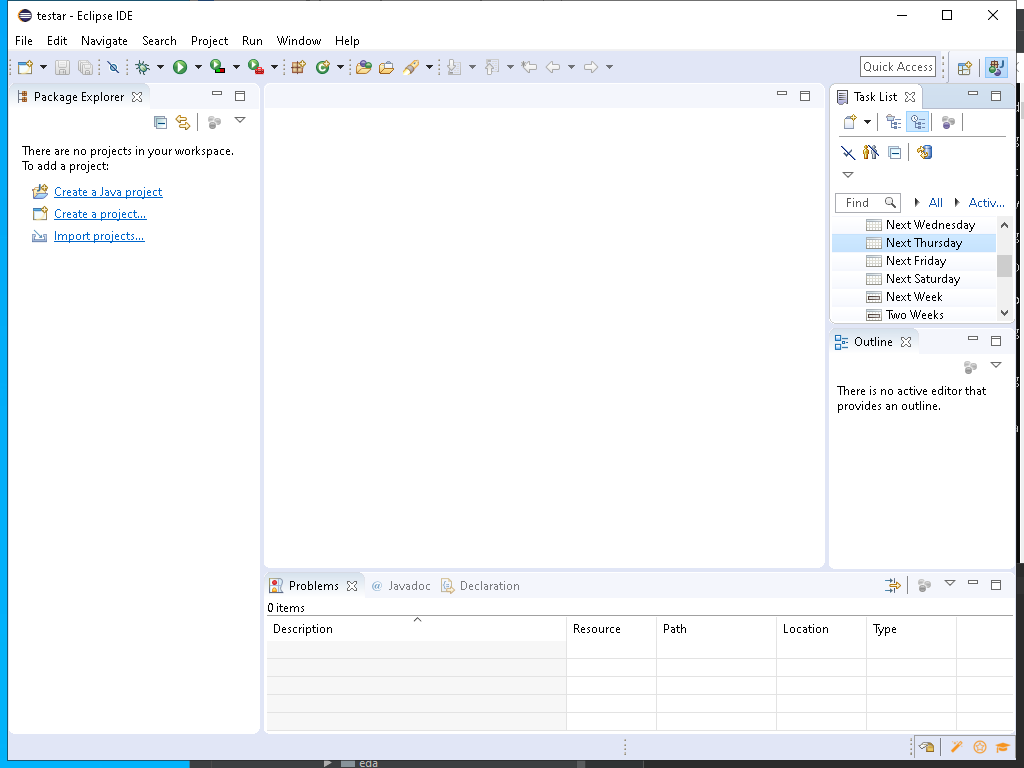 testar - Eclipse IDE
File Edit Navigate Search Project Run Window Help
Quick Access
Package Explorer
There are no projects in your workspace.
To add a project:
Create a Java project
Create a project...
Import projects...
Task List
Find All Activ...
Next Wednesday
Next Thursday
Next Friday
Next Saturday
Next Week
Two Weeks
Outline
There is no active editor that
provides an outline.
Problems @ Javadoc Declaration
0 items
Description Resource Path Location Type
eda